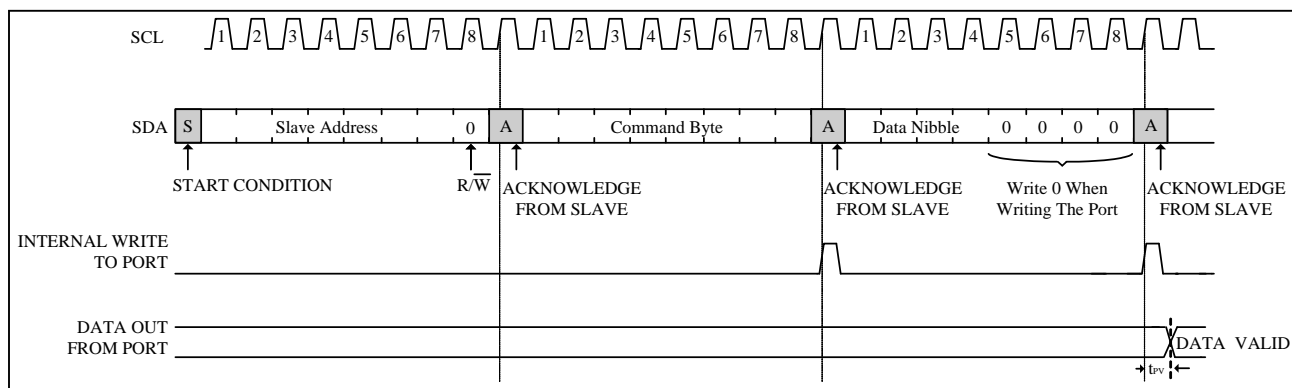 SCL 1 2 3 4 5 6 7 8 1 2 3 4 5 6 7 8 1 2 3 4 5 6 7 8
SDA S Slave Address 0 A Command Byte A Data Nibble 0 0 0 0 A
START CONDITION
R/W̅
ACKNOWLEDGE
FROM SLAVE
ACKNOWLEDGE
FROM SLAVE
Write 0 When
Writing The Port
ACKNOWLEDGE
FROM SLAVE
INTERNAL WRITE
TO PORT
DATA OUT
FROM PORT
DATA VALID
tPV